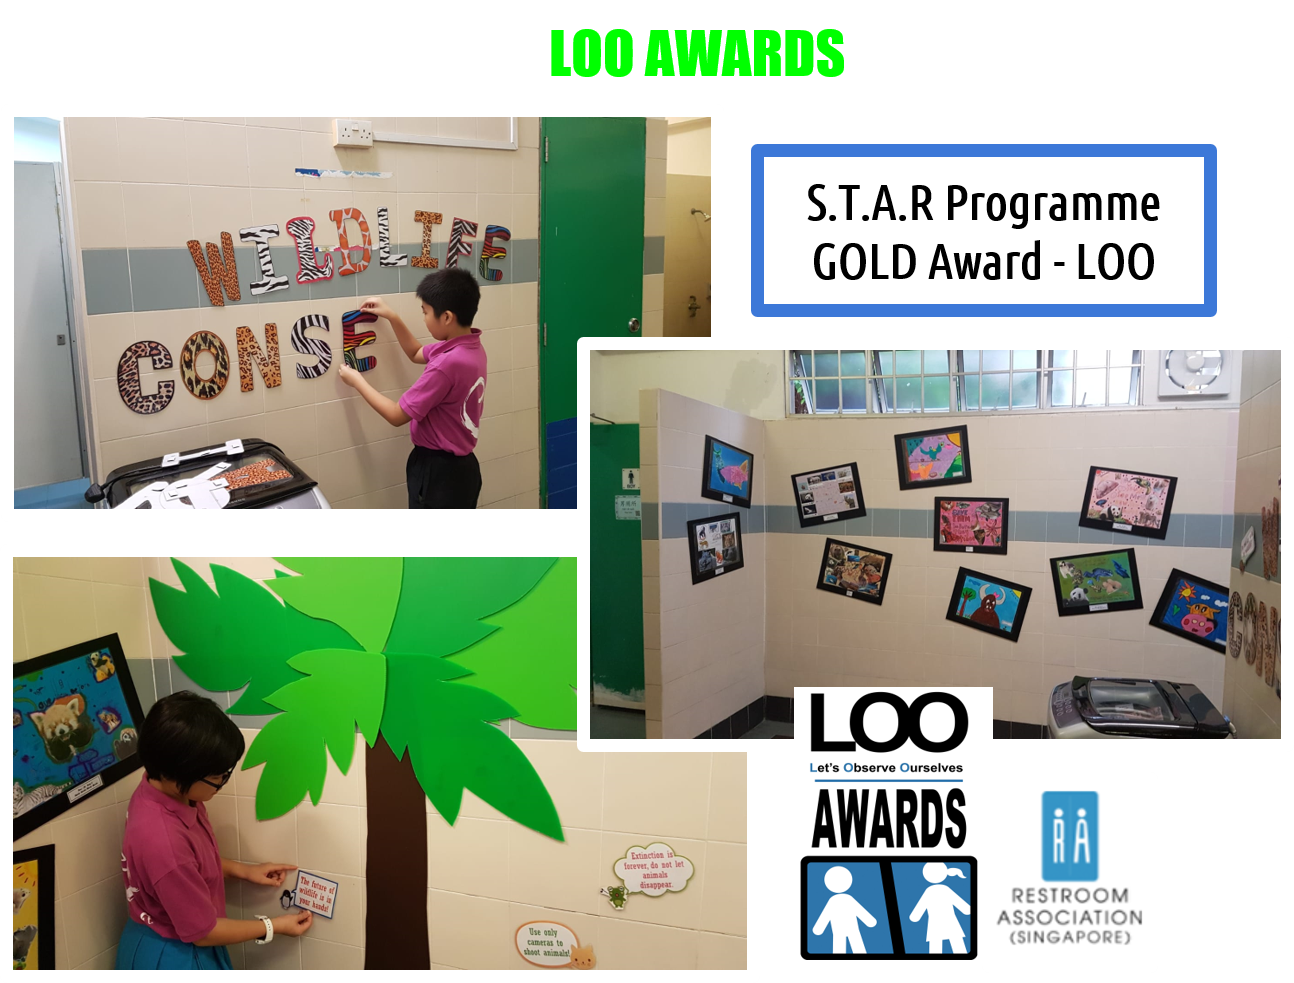 LOO AWARDS
WILDLIFE
CONSE
S.T.A.R Programme
GOLD Award - LOO
The future of
wildlife is in
your hands!
Extinction is
forever, do not let
animals
disappear.
Use only
cameras to
shoot animals!
CON
LOO
Let's Observe Ourselves
AWARDS
RA
RESTROOM
ASSOCIATION
(SINGAPORE)